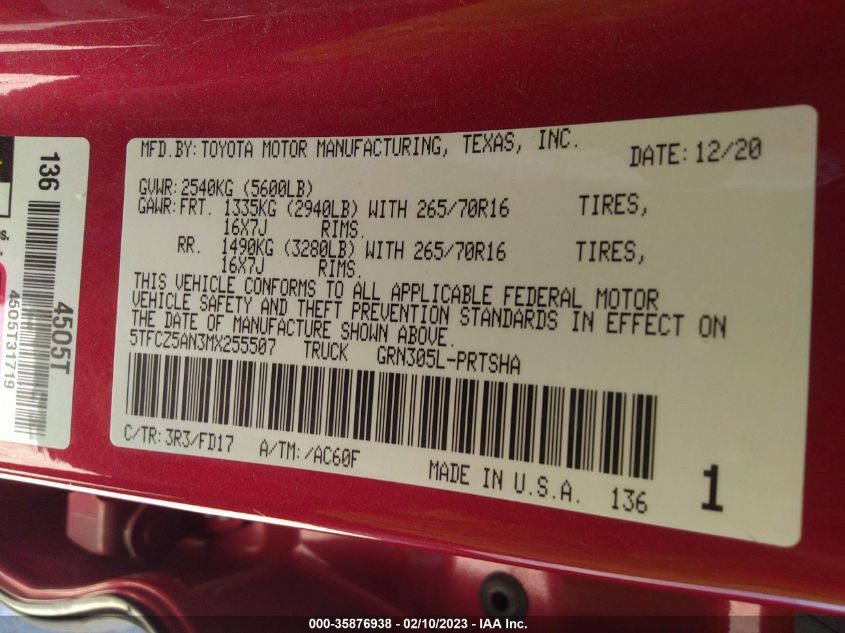 MFD.BY:TOYOTA MOTOR MANUFACTURING, TEXAS, INC. DATE:12/20
GVWR:2540KG (5600LB)
GAWR:FRT. 1335KG (2940LB) WITH 265/70R16 TIRES,
16X7J RIMS.
RR. 1490KG (3280LB) WITH 265/70R16 TIRES,
16X7J RIMS.
THIS VEHICLE CONFORMS TO ALL APPLICABLE FEDERAL MOTOR
VEHICLE SAFETY AND THEFT PREVENTION STANDARDS IN EFFECT ON
THE DATE OF MANUFACTURE SHOWN ABOVE.
5TFCZ5AN3MX255507 TRUCK GRN305L-PRTSHA
C/TR:3R3/FD17 A/TM:/AC60F
MADE IN U.S.A. 136 1
136
4505T
4505T31719
000-35876938 - 02/10/2023 - IAA Inc.